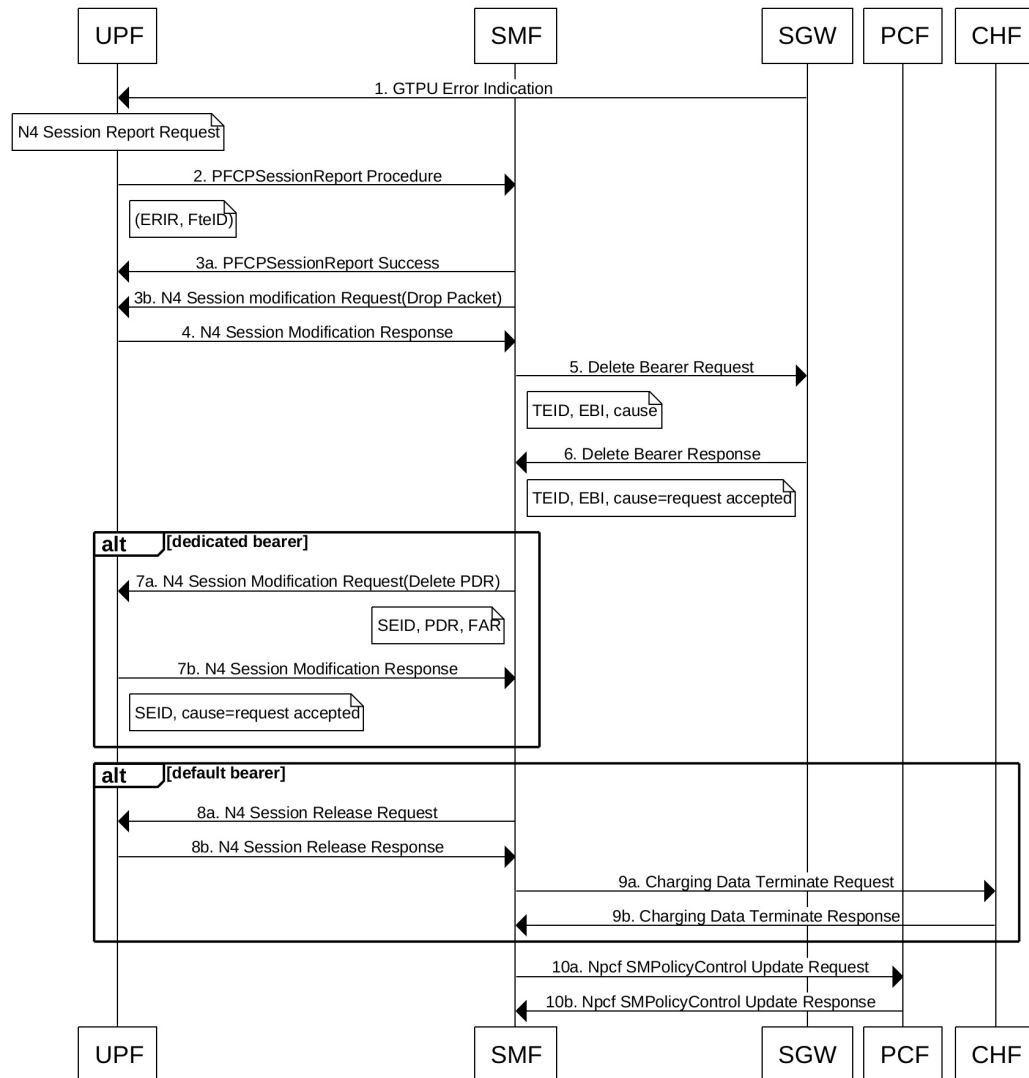 UPF SMF SGW PCF CHF
1. GTPU Error Indication
N4 Session Report Request
2. PFCPSessionReport Procedure
(ERIR, FteID)
3a. PFCPSessionReport Success
3b. N4 Session modification Request(Drop Packet)
4. N4 Session Modification Response
5. Delete Bearer Request
TEID, EBI, cause
6. Delete Bearer Response
TEID, EBI, cause=request accepted
alt [dedicated bearer]
7a. N4 Session Modification Request(Delete PDR)
SEID, PDR, FAR
7b. N4 Session Modification Response
SEID, cause=request accepted
alt [default bearer]
8a. N4 Session Release Request
8b. N4 Session Release Response
9a. Charging Data Terminate Request
9b. Charging Data Terminate Response
10a. Npcf SMPolicyControl Update Request
10b. Npcf SMPolicyControl Update Response
UPF SMF SGW PCF CHF